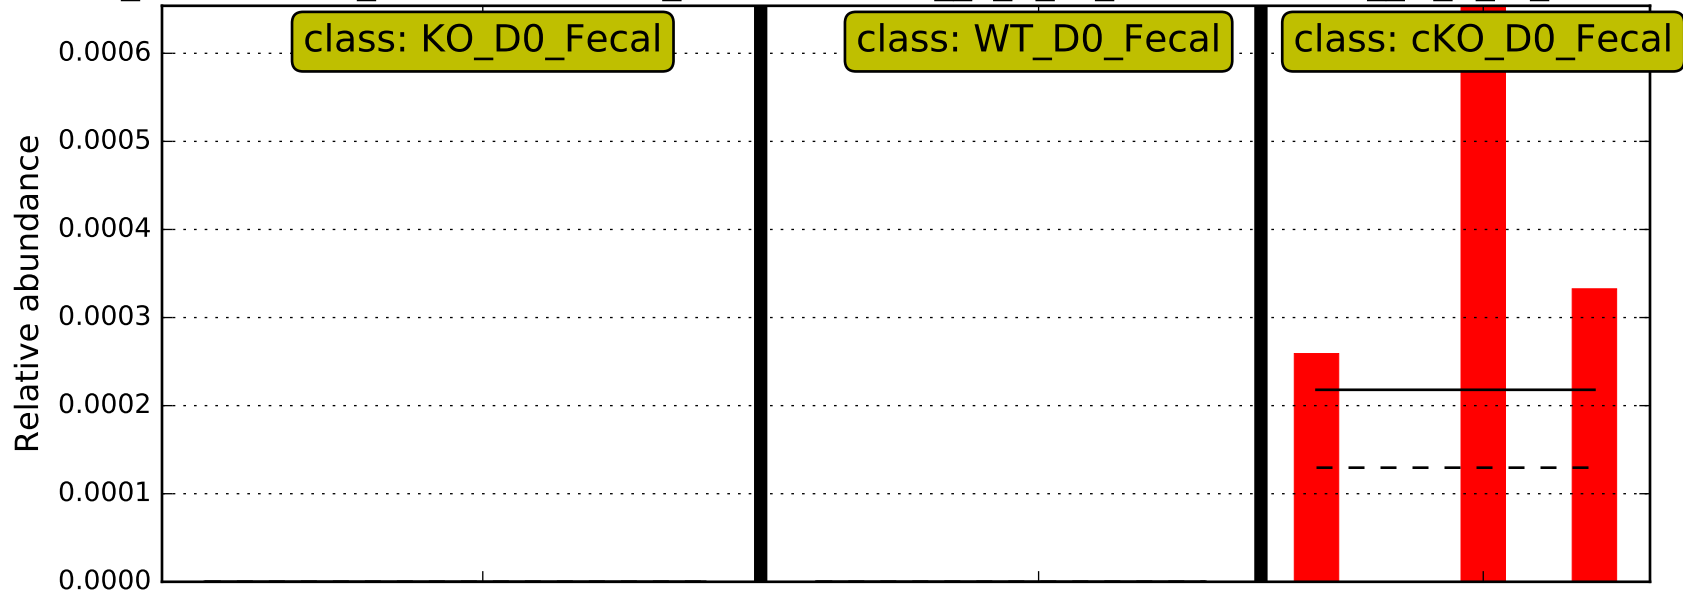 class: KO_D0_Fecal
class: WT_D0_Fecal
class: cKO_D0_Fecal
Relative abundance
0.0006
0.0005
0.0004
0.0003
0.0002
0.0001
0.0000